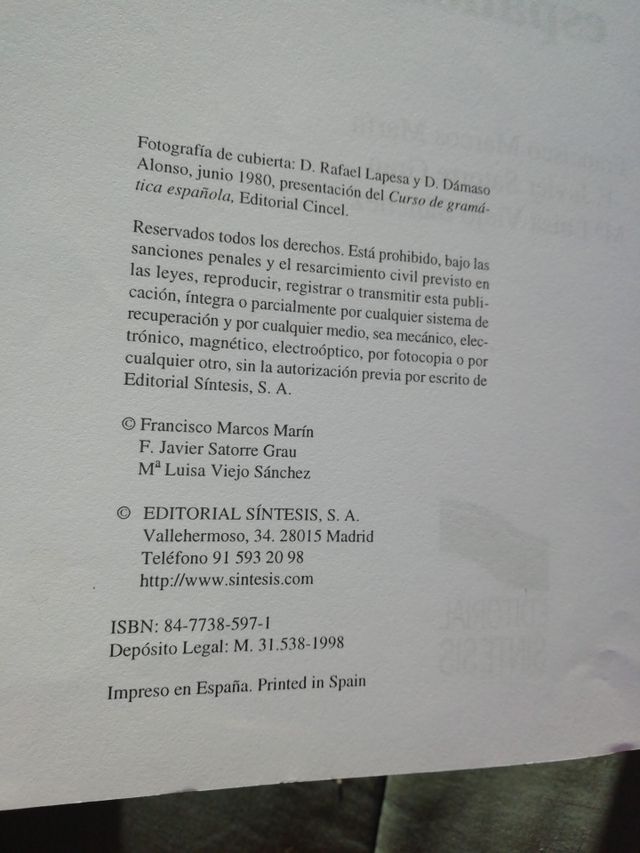 Fotografía de cubierta: D. Rafael Lapesa y D. Dámaso
Alonso, junio 1980, presentación del Curso de gramá-
tica española, Editorial Cincel.
Reservados todos los derechos. Está prohibido, bajo las
sanciones penales y el resarcimiento civil previsto en
las leyes, reproducir, registrar o transmitir esta publi-
cación, íntegra o parcialmente por cualquier sistema de
recuperación y por cualquier medio, sea mecánico, elec-
trónico, magnético, electroóptico, por fotocopia o por
cualquier otro, sin la autorización previa por escrito de
Editorial Síntesis, S. A.
© Francisco Marcos Marín
F. Javier Satorre Grau
Mª Luisa Viejo Sánchez
© EDITORIAL SÍNTESIS, S. A.
Vallehermoso, 34. 28015 Madrid
Teléfono 91 593 20 98
http://www.sintesis.com
ISBN: 84-7738-597-1
Depósito Legal: M. 31.538-1998
Impreso en España. Printed in Spain